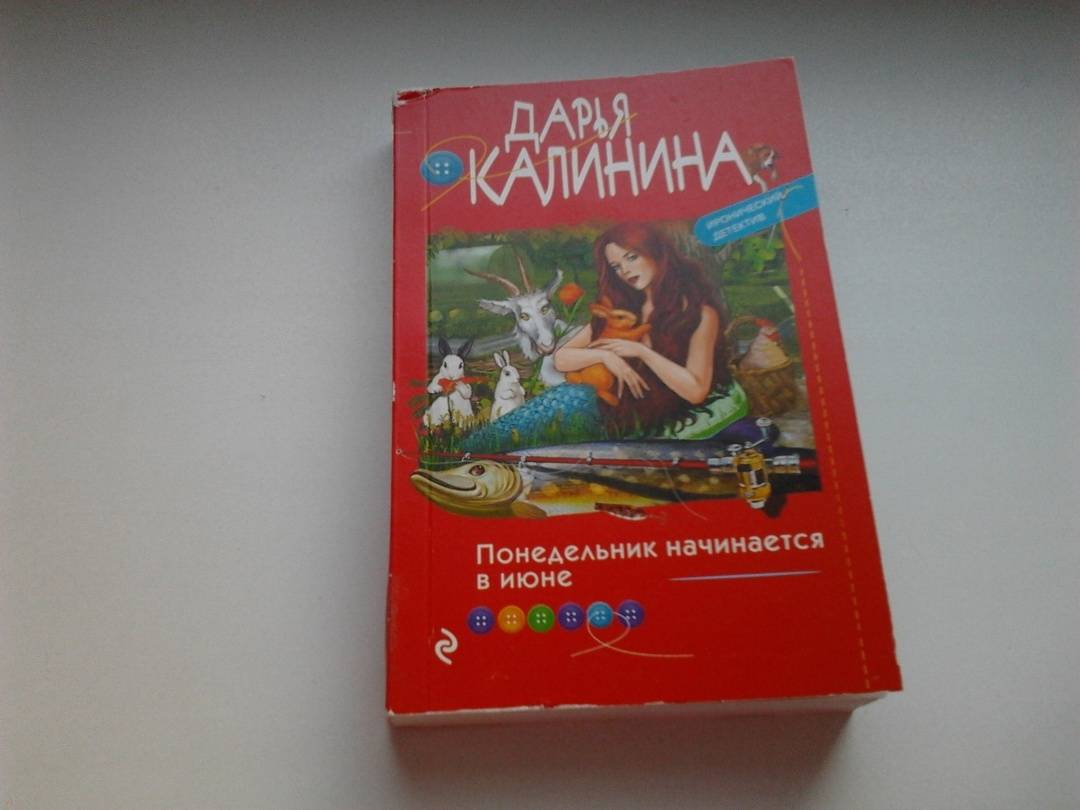 ДАРЬЯ
КАЛИНИНА
ИРОНИЧЕСКИЙ
ДЕТЕКТИВ
Понедельник начинается
в июне